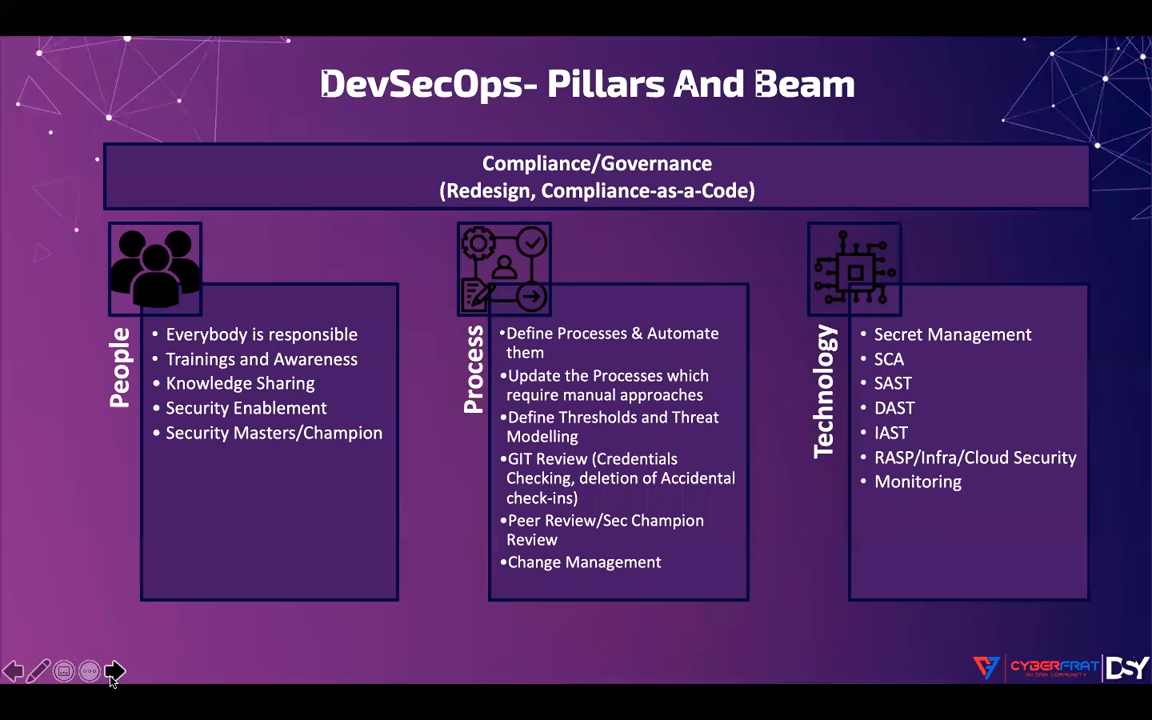 DevSecOps- Pillars And Beam
Compliance/Governance
(Redesign, Compliance-as-a-Code)
People
• Everybody is responsible
• Trainings and Awareness
• Knowledge Sharing
• Security Enablement
• Security Masters/Champion
Process
•Define Processes & Automate
them
•Update the Processes which
require manual approaches
•Define Thresholds and Threat
Modelling
•GIT Review (Credentials
Checking, deletion of Accidental
check-ins)
•Peer Review/Sec Champion
Review
•Change Management
Technology
• Secret Management
• SCA
• SAST
• DAST
• IAST
• RASP/Infra/Cloud Security
• Monitoring
CYBERFRAT
DSY